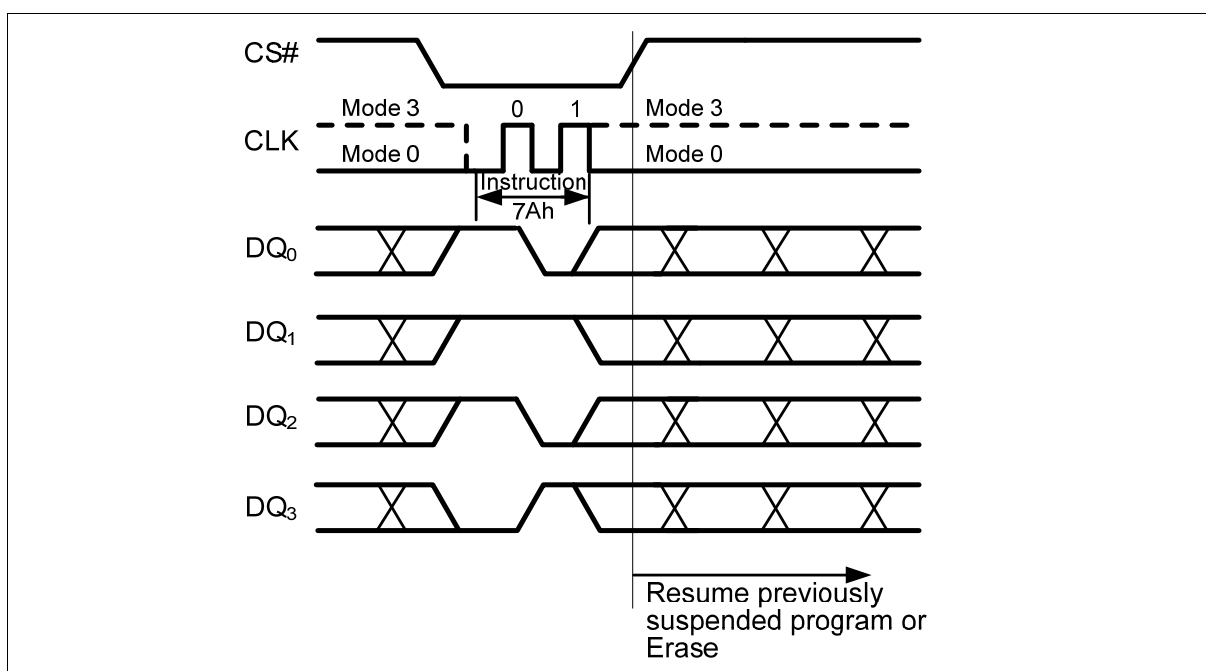 CS#
Mode 3 0 1 Mode 3
CLK
Mode 0 Mode 0
Instruction
7Ah
DQ0
DQ1
DQ2
DQ3
Resume previously
suspended program or
Erase